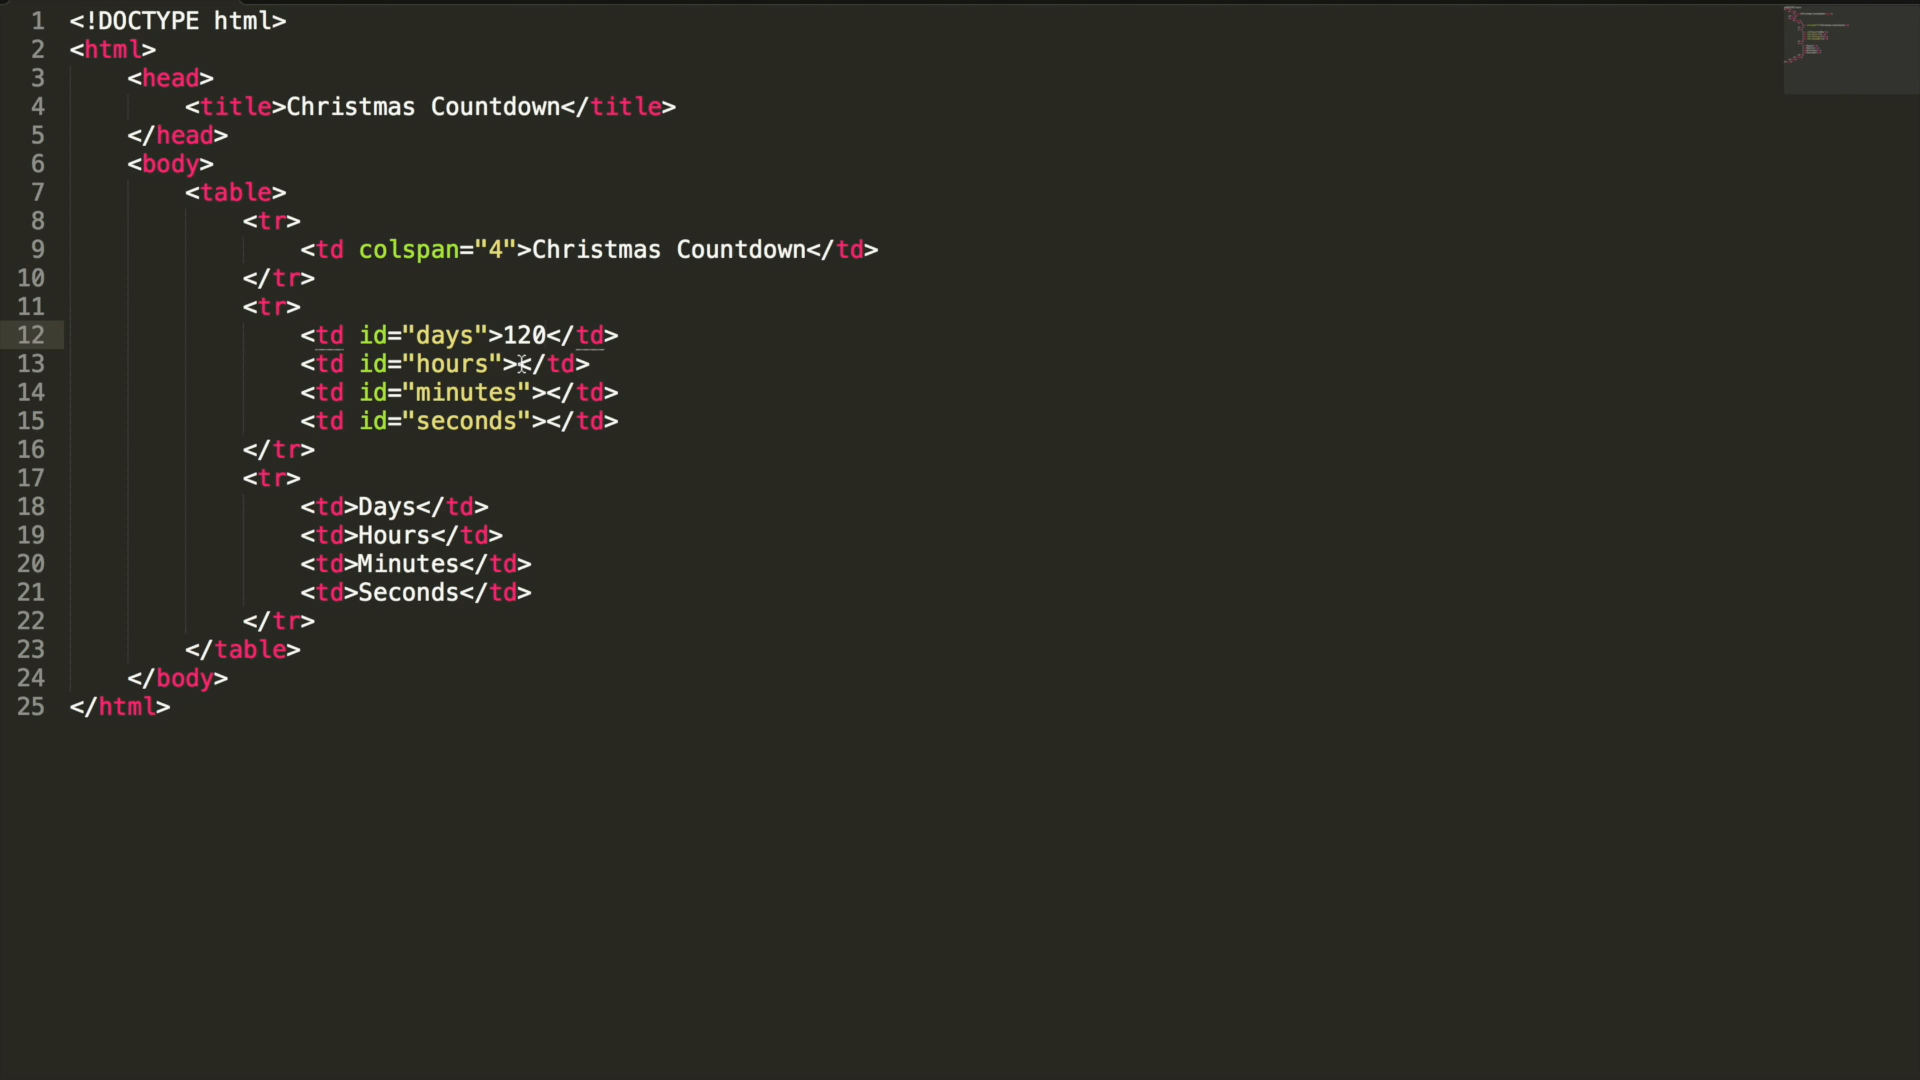 1 <!DOCTYPE html>
2 <html>
3 <head>
4 <title>Christmas Countdown</title>
5 </head>
6 <body>
7 <table>
8 <tr>
9 <td colspan="4">Christmas Countdown</td>
10 </tr>
11 <tr>
12 <td id="days">120</td>
13 <td id="hours"></td>
14 <td id="minutes"></td>
15 <td id="seconds"></td>
16 </tr>
17 <tr>
18 <td>Days</td>
19 <td>Hours</td>
20 <td>Minutes</td>
21 <td>Seconds</td>
22 </tr>
23 </table>
24 </body>
25 </html>